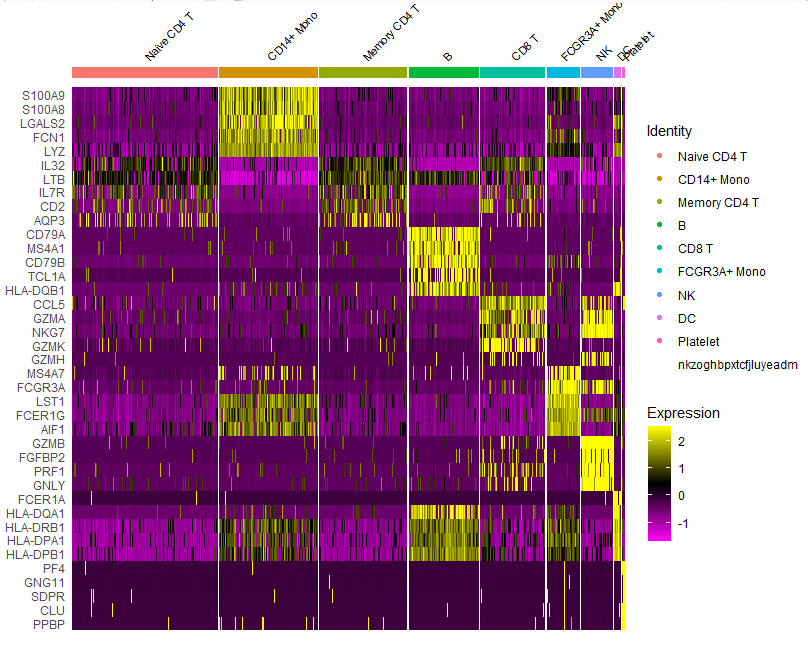 Naive CD4 T
CD14+ Mono
Memory CD4 T
B
CD8 T
FCGR3A+ Mono
NK
DC
Platelet
S100A9
S100A8
LGALS2
FCN1
LYZ
IL32
LTB
IL7R
CD2
AQP3
CD79A
MS4A1
CD79B
TCL1A
HLA-DQB1
CCL5
GZMA
NKG7
GZMK
GZMH
MS4A7
FCGR3A
LST1
FCER1G
AIF1
GZMB
FGFBP2
PRF1
GNLY
FCER1A
HLA-DQA1
HLA-DRB1
HLA-DPA1
HLA-DPB1
PF4
GNG11
SDPR
CLU
PPBP
Identity
Naive CD4 T
CD14+ Mono
Memory CD4 T
B
CD8 T
FCGR3A+ Mono
NK
DC
Platelet
nkzoghbpxtcfjluyeadm
Expression
2
1
0
-1